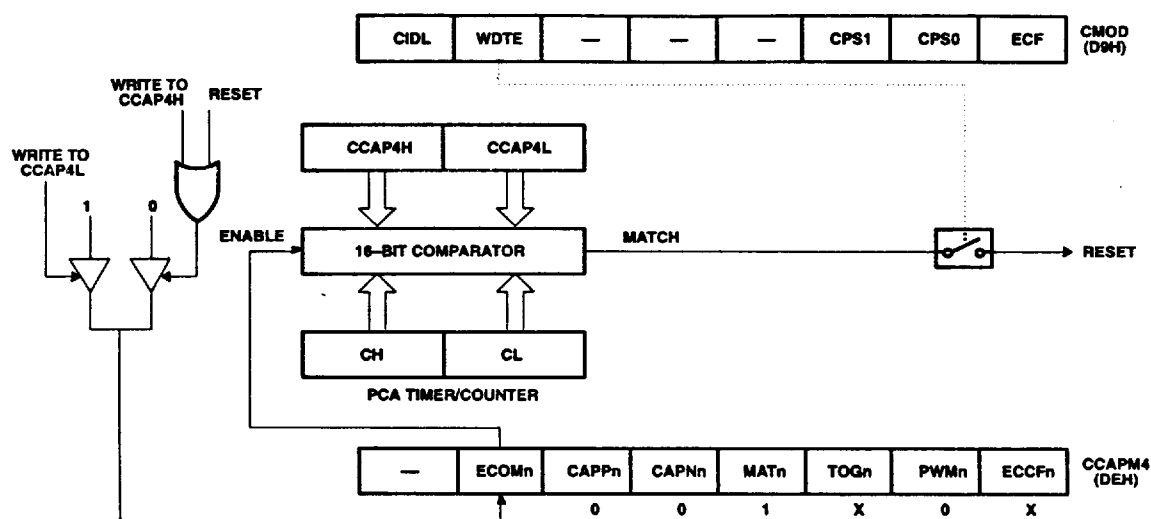 CIDL WDTE — — — CPS1 CPS0 ECF CMOD
(D9H)
WRITE TO
CCAP4H RESET
WRITE TO
CCAP4L
1 0
CCAP4H CCAP4L
ENABLE 16–BIT COMPARATOR MATCH RESET
CH CL
PCA TIMER/COUNTER
— ECOMn CAPPn CAPNn MATn TOGn PWMn ECCFn CCAPM4
(DEH)
0 0 1 X 0 X